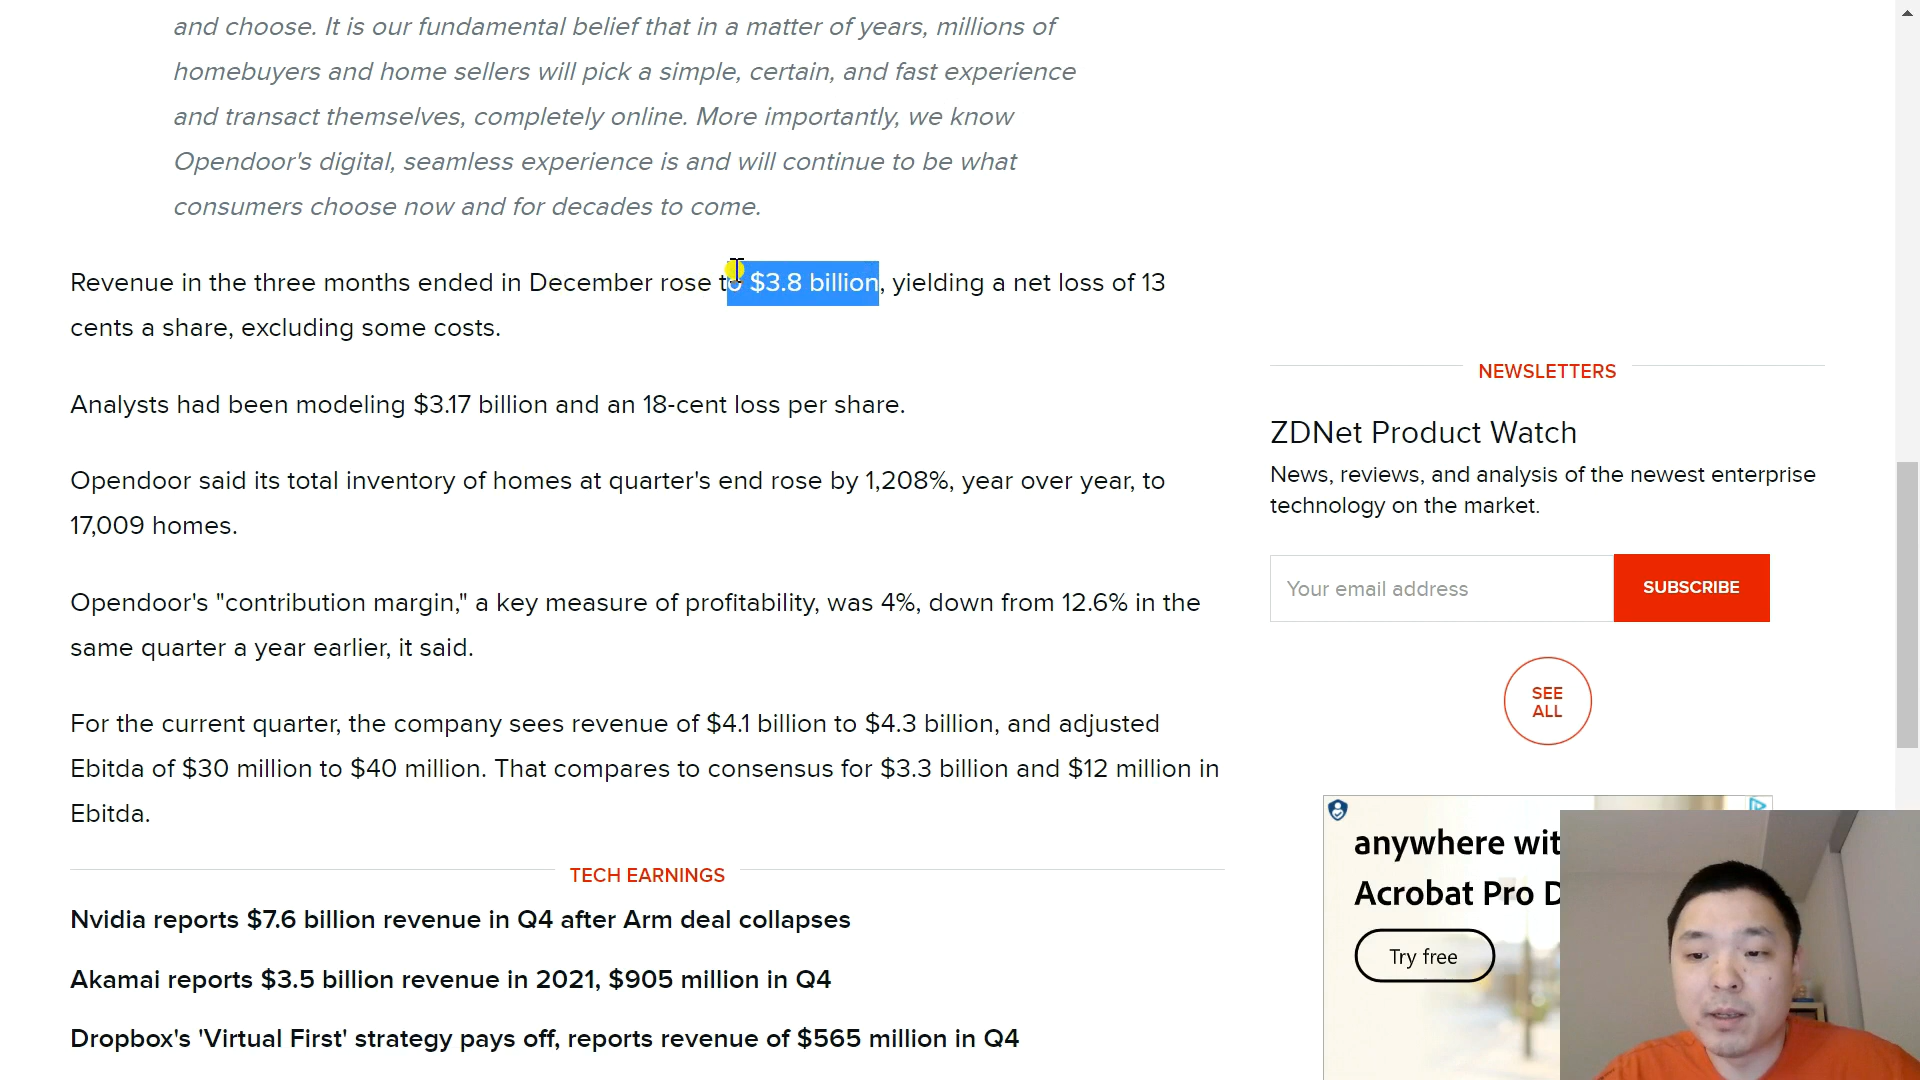 and choose. It is our fundamental belief that in a matter of years, millions of
homebuyers and home sellers will pick a simple, certain, and fast experience
and transact themselves, completely online. More importantly, we know
Opendoor's digital, seamless experience is and will continue to be what
consumers choose now and for decades to come.
Revenue in the three months ended in December rose to $3.8 billion, yielding a net loss of 13
cents a share, excluding some costs.
Analysts had been modeling $3.17 billion and an 18-cent loss per share.
Opendoor said its total inventory of homes at quarter's end rose by 1,208%, year over year, to
17,009 homes.
Opendoor's "contribution margin," a key measure of profitability, was 4%, down from 12.6% in the
same quarter a year earlier, it said.
For the current quarter, the company sees revenue of $4.1 billion to $4.3 billion, and adjusted
Ebitda of $30 million to $40 million. That compares to consensus for $3.3 billion and $12 million in
Ebitda.
TECH EARNINGS
Nvidia reports $7.6 billion revenue in Q4 after Arm deal collapses
Akamai reports $3.5 billion revenue in 2021, $905 million in Q4
Dropbox's 'Virtual First' strategy pays off, reports revenue of $565 million in Q4
NEWSLETTERS
ZDNet Product Watch
News, reviews, and analysis of the newest enterprise
technology on the market.
Your email address
SUBSCRIBE
SEE
ALL
anywhere wit
Acrobat Pro D
Try free